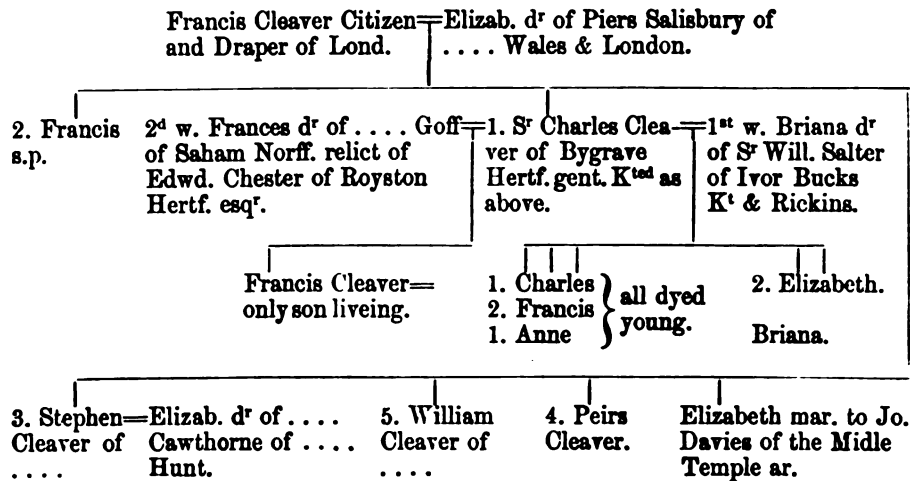 Francis Cleaver Citizen = Elizab. dʳ of Piers Salisbury of
and Draper of Lond. . . . . Wales & London.
2. Francis
s.p.
2ᵈ w. Frances dʳ of . . . . Goff =
of Saham Norff. relict of
Edwd. Chester of Royston
Hertf. esqʳ.
1. Sʳ Charles Clea- =
ver of Bygrave
Hertf. gent. Kᵗᵉᵈ as
above.
1ˢᵗ w. Briana dʳ
of Sʳ Will. Salter
of Ivor Bucks
Kᵗ & Rickins.
Francis Cleaver =
only son liveing.
1. Charles
2. Francis
1. Anne
} all dyed
young.
2. Elizabeth.
Briana.
3. Stephen =
Cleaver of
. . . .
Elizab. dʳ of . . . .
Cawthorne of . . . .
Hunt.
5. William
Cleaver of
. . . .
4. Peirs
Cleaver.
Elizabeth mar. to Jo.
Davies of the Midle
Temple ar.